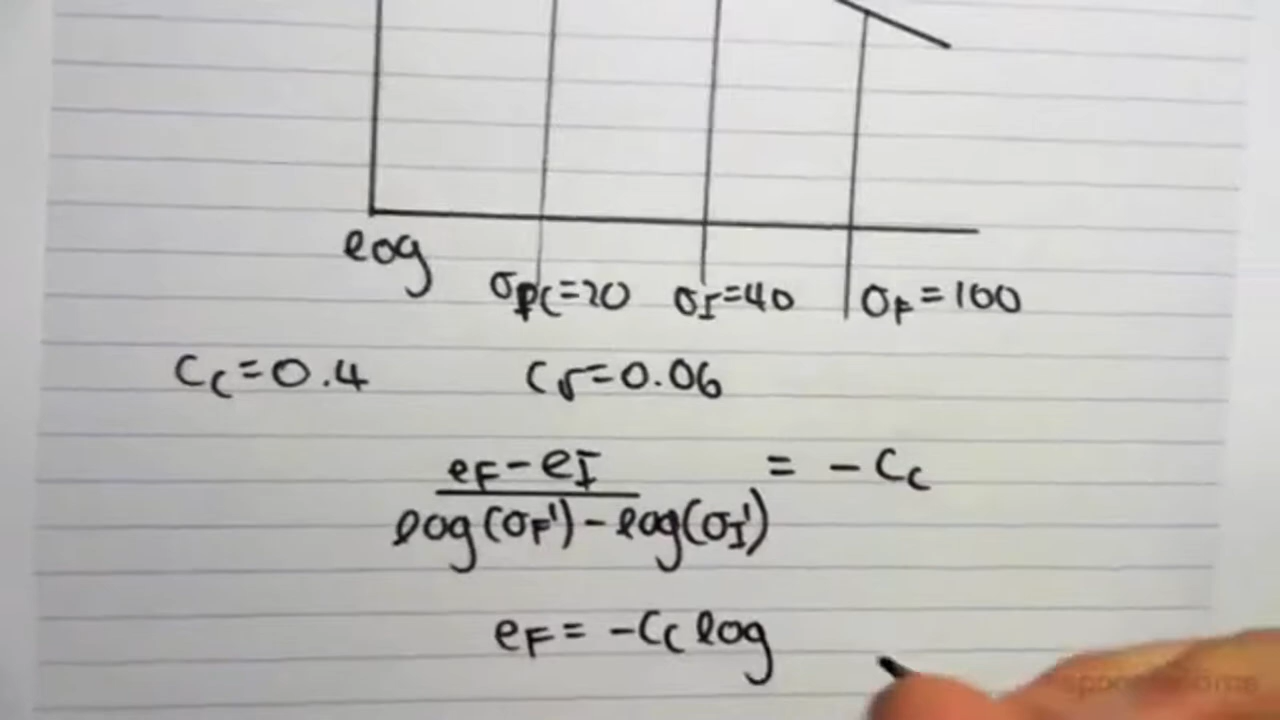 log
σpc=20 σI=40 σF=100
Cc=0.4 Cr=0.06
eF-eI = -Cc
log(σF')-log(σI')
eF= -Cc log